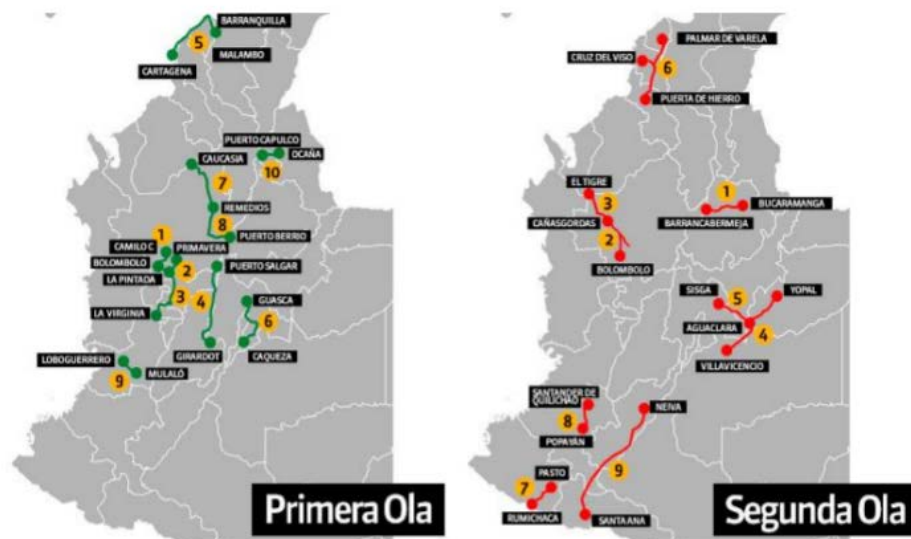 BARRANQUILLA
5
MALAMBO
CARTAGENA
PUERTO CAPULCO
CAUCASIA
OCAÑA
10
7
REMEDIOS
8
PUERTO BERRIO
1
CAMILO C
PRIMAVERA
BOLOMBOLO
2
LA PINTADA
PUERTO SALGAR
3
4
GUASCA
LA VIRGINIA
6
GIRARDOT
CAQUEZA
LOBOGUERRERO
9
MULALÓ
Primera Ola
PALMAR DE VARELA
CRUZ DEL VISO
6
PUERTA DE HIERRO
EL TIGRE
3
1
BUCARAMANGA
CAÑASGORDAS
BARRANCABERMEJA
2
BOLOMBOLO
SISGA
5
YOPAL
AGUACLARA
4
VILLAVICENCIO
SANTANDER DE
QUILICHAO
NEIVA
8
POPAYÁN
9
PASTO
7
RUMICHACA
SANTA ANA
Segunda Ola